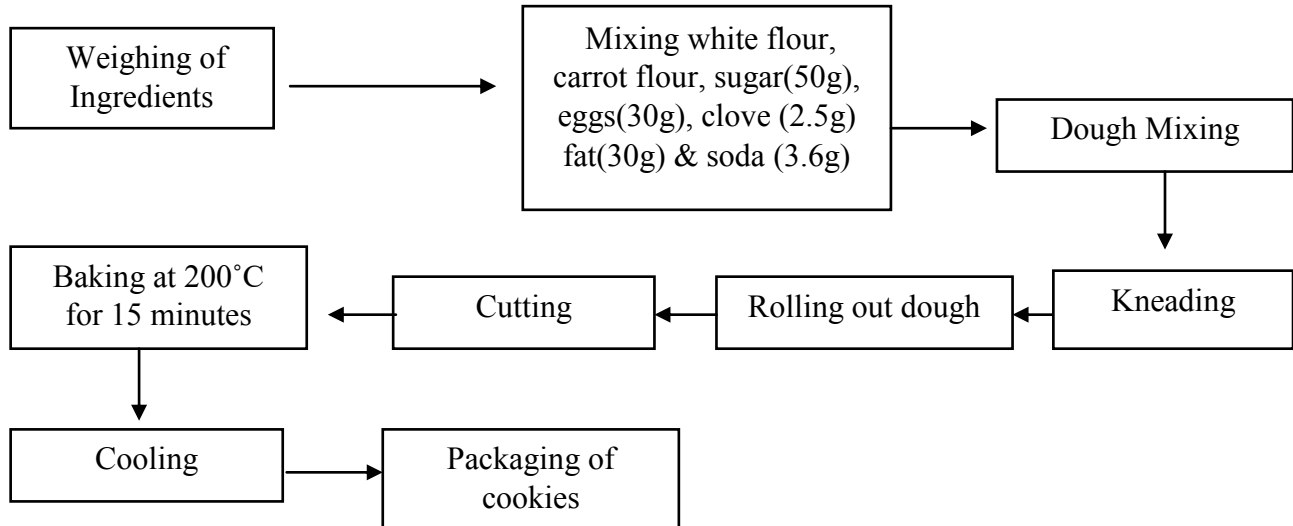 Weighing of
Ingredients
Mixing white flour,
carrot flour, sugar(50g),
eggs(30g), clove (2.5g)
fat(30g) & soda (3.6g)
Dough Mixing
Kneading
Rolling out dough
Cutting
Baking at 200˚C
for 15 minutes
Cooling
Packaging of
cookies